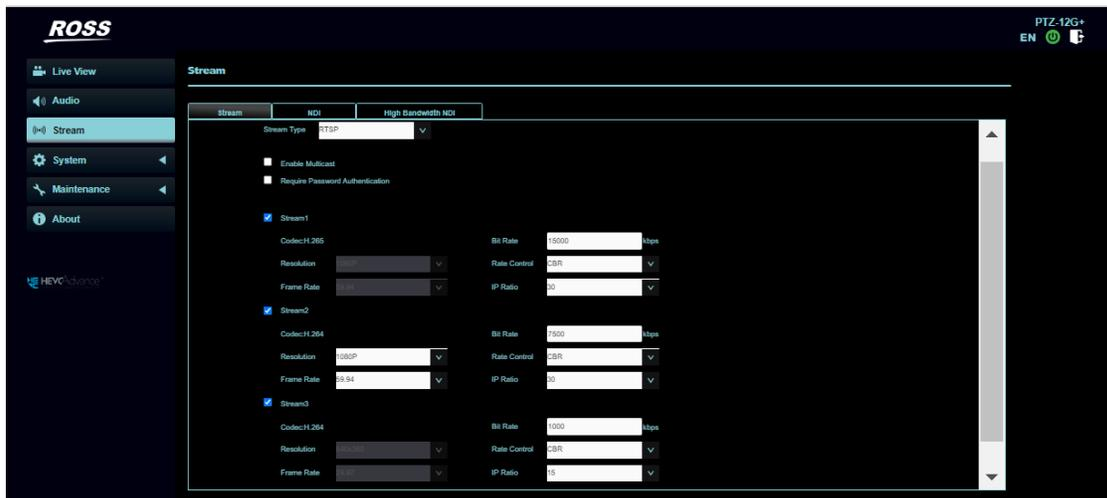 ROSS
PTZ-12G+
EN
Live View
Audio
Stream
System
Maintenance
About
HEVC Advance
Stream
Stream NDI High Bandwidth NDI
Stream Type RTSP
Enable Multicast
Require Password Authentication
Stream1
Codec:H.265 Bit Rate 15000 kbps
Resolution 1080P Rate Control CBR
Frame Rate 59.94 IP Ratio 30
Stream2
Codec:H.264 Bit Rate 7500 kbps
Resolution 1080P Rate Control CBR
Frame Rate 59.94 IP Ratio 30
Stream3
Codec:H.264 Bit Rate 1000 kbps
Resolution 640x360 Rate Control CBR
Frame Rate IP Ratio 15